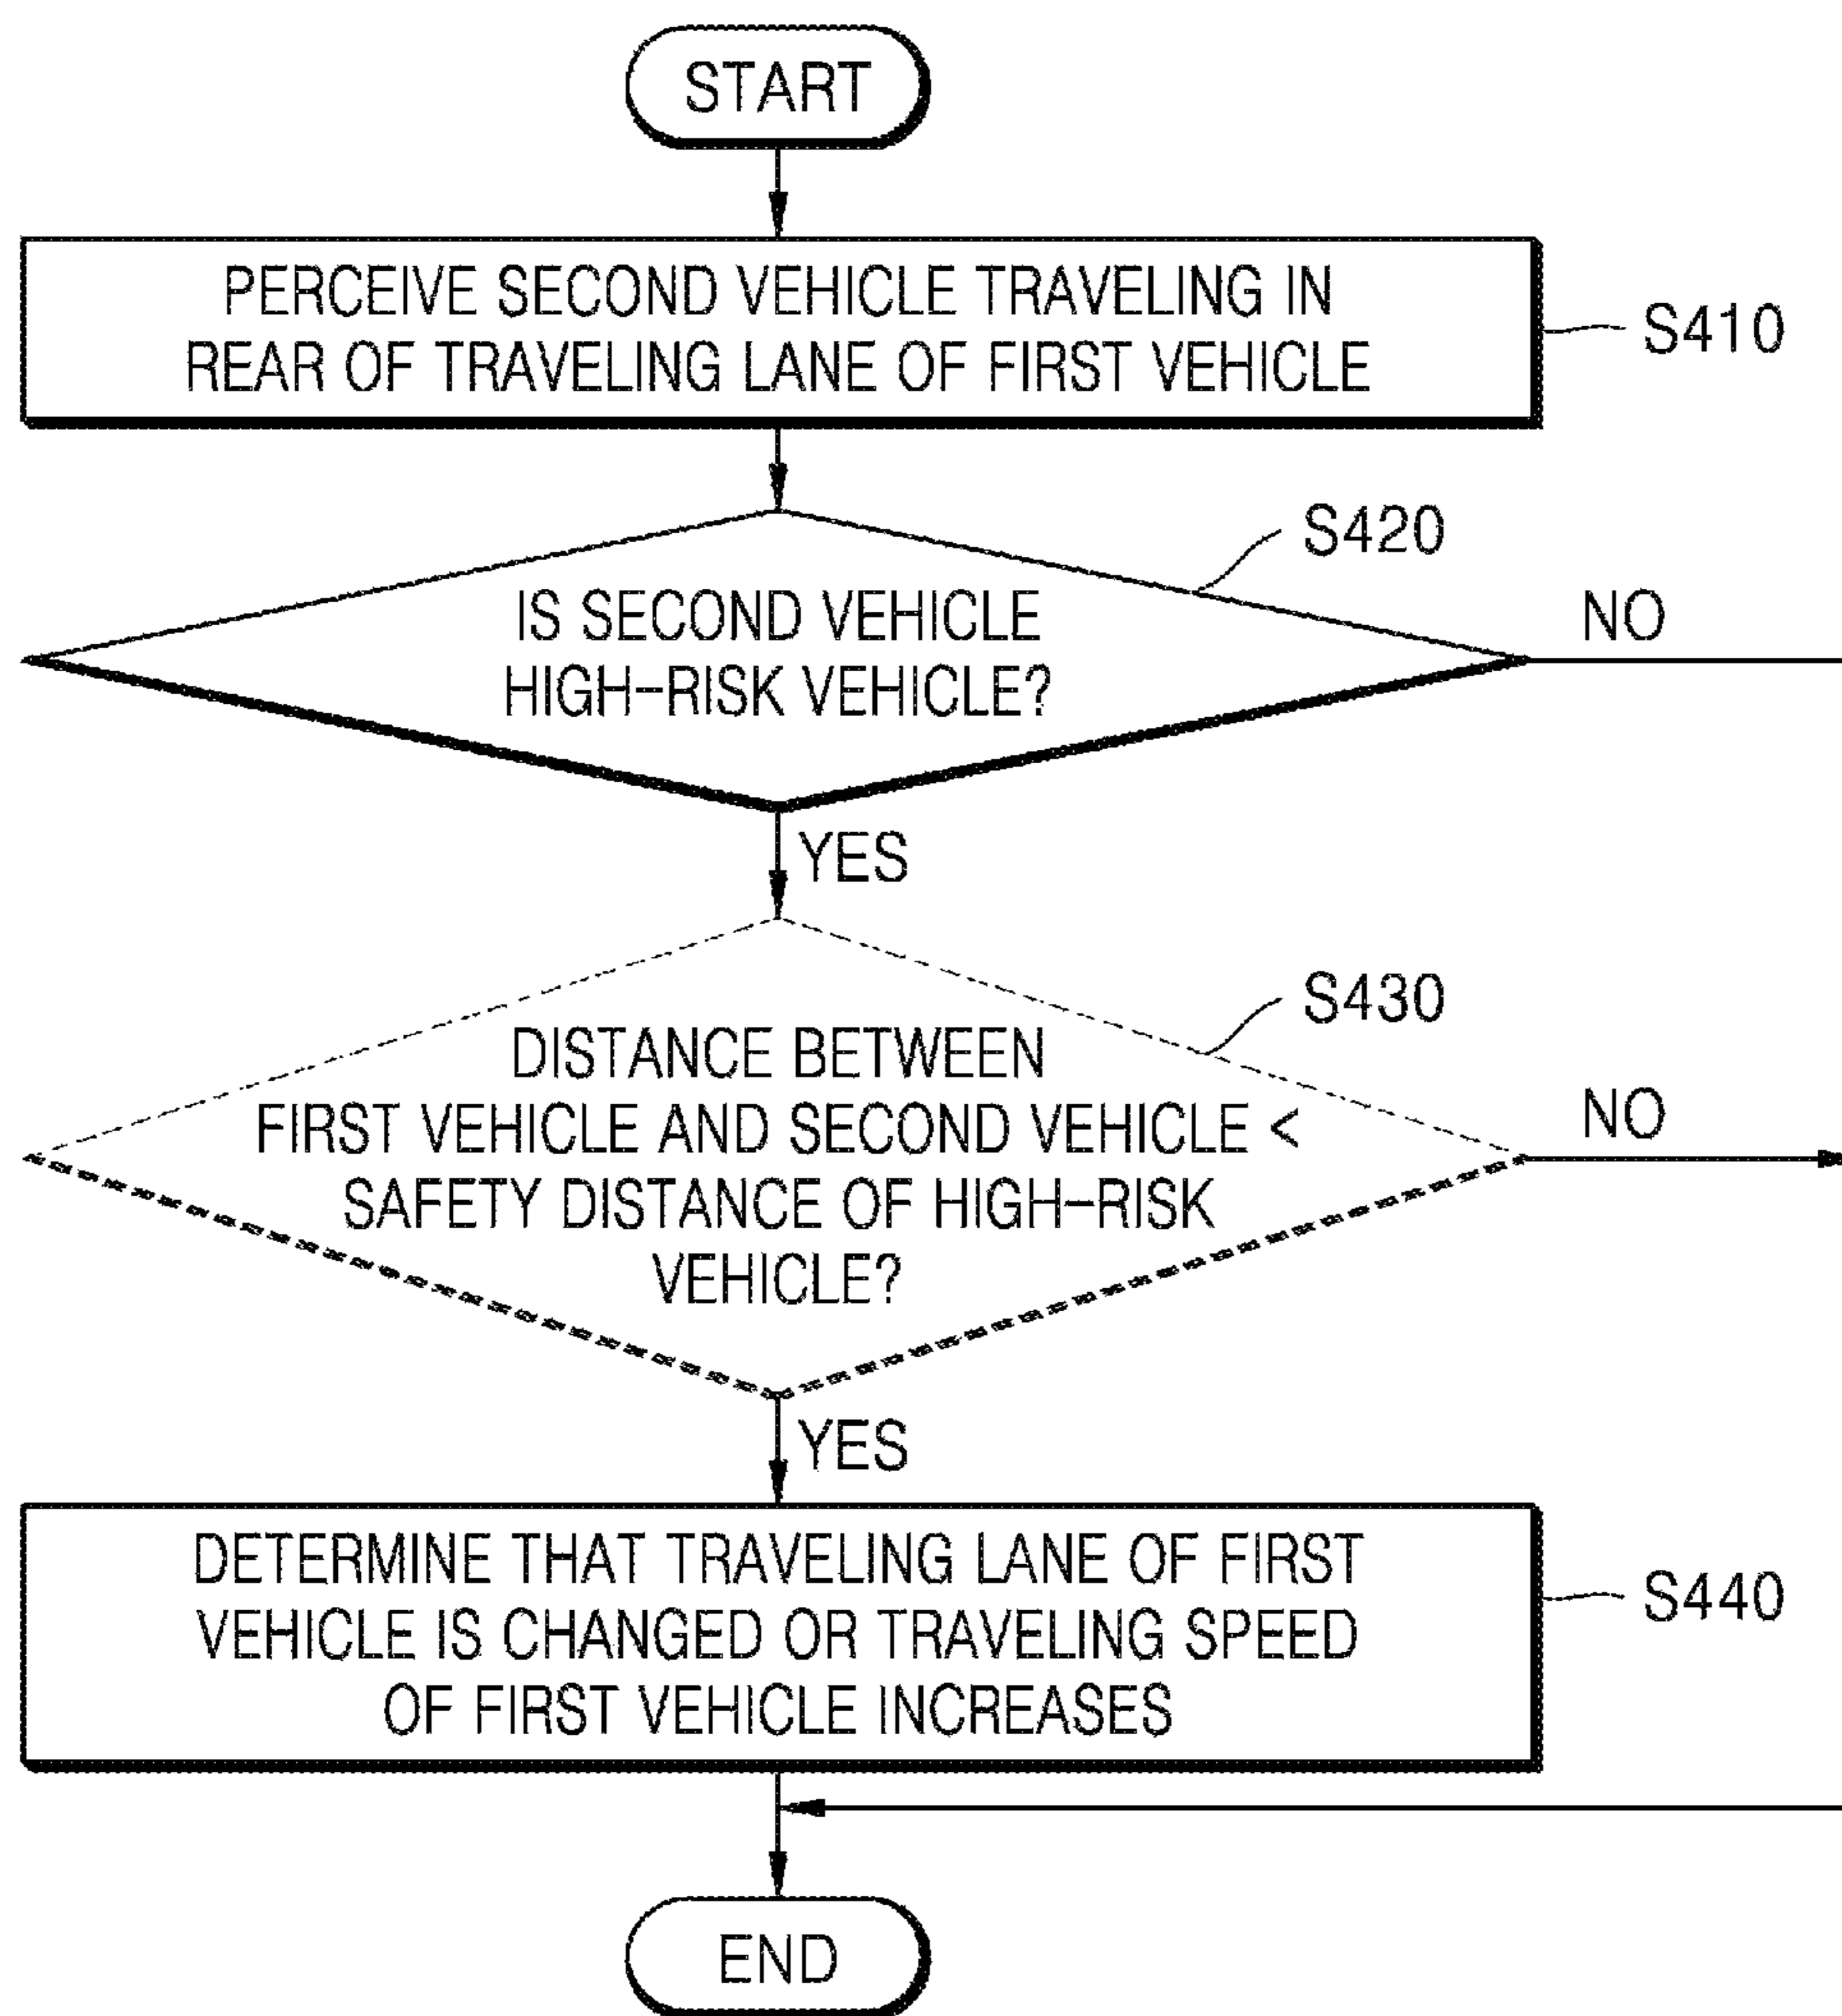 START
PERCEIVE SECOND VEHICLE TRAVELING IN
REAR OF TRAVELING LANE OF FIRST VEHICLE
S410
S420
IS SECOND VEHICLE
HIGH-RISK VEHICLE?
NO
YES
S430
DISTANCE BETWEEN
FIRST VEHICLE AND SECOND VEHICLE <
SAFETY DISTANCE OF HIGH-RISK
VEHICLE?
NO
YES
DETERMINE THAT TRAVELING LANE OF FIRST
VEHICLE IS CHANGED OR TRAVELING SPEED
OF FIRST VEHICLE INCREASES
S440
END